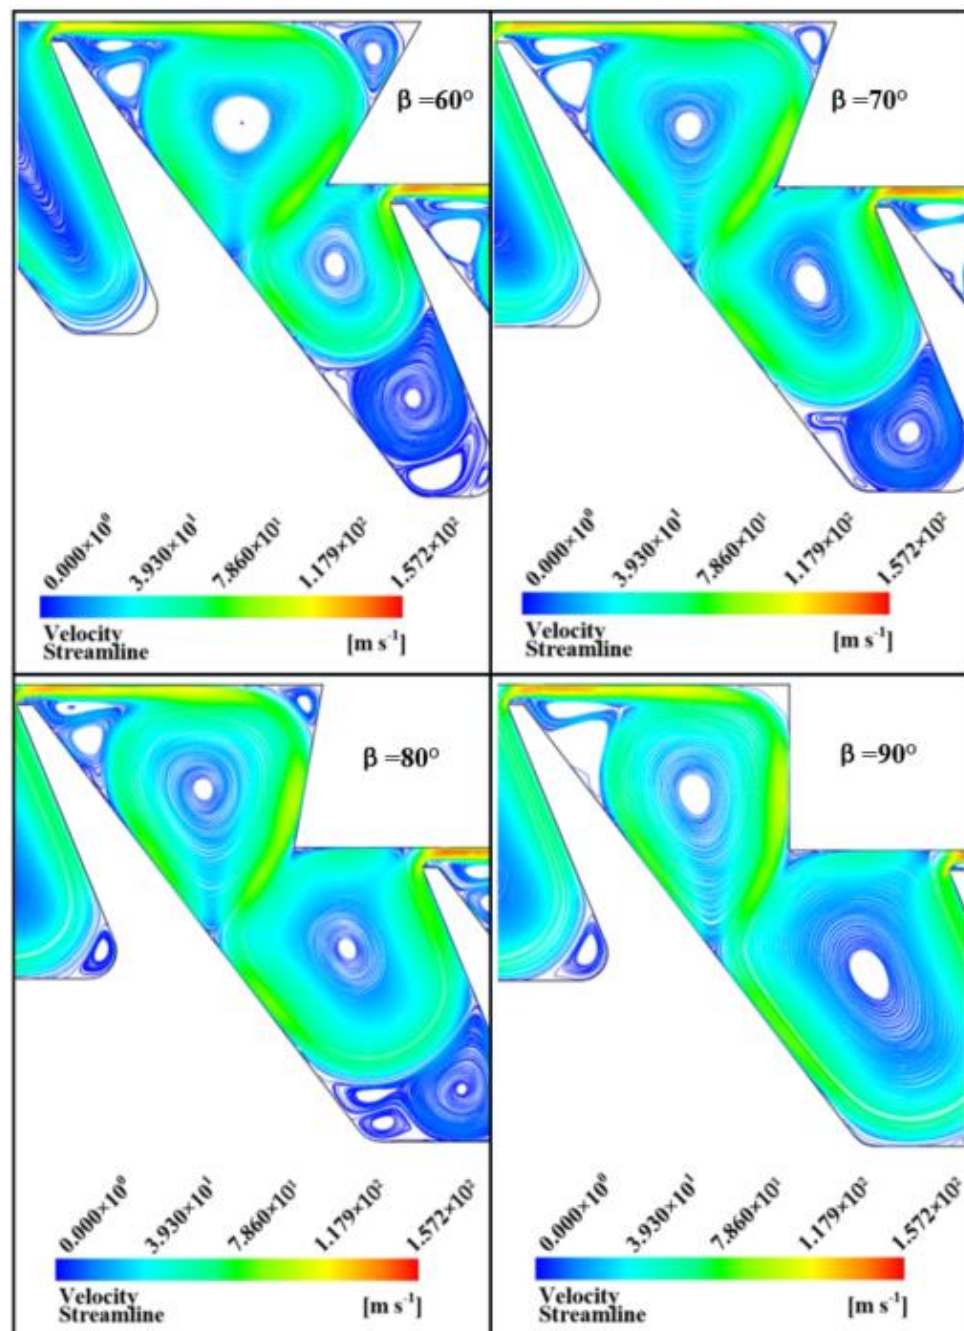 β =60°
0.000×10⁰ 3.930×10¹ 7.860×10¹ 1.179×10² 1.572×10²
Velocity
Streamline [m s⁻¹]
β =70°
0.000×10⁰ 3.930×10¹ 7.860×10¹ 1.179×10² 1.572×10²
Velocity
Streamline [m s⁻¹]
β =80°
0.000×10⁰ 3.930×10¹ 7.860×10¹ 1.179×10² 1.572×10²
Velocity
Streamline [m s⁻¹]
β =90°
0.000×10⁰ 3.930×10¹ 7.860×10¹ 1.179×10² 1.572×10²
Velocity
Streamline [m s⁻¹]